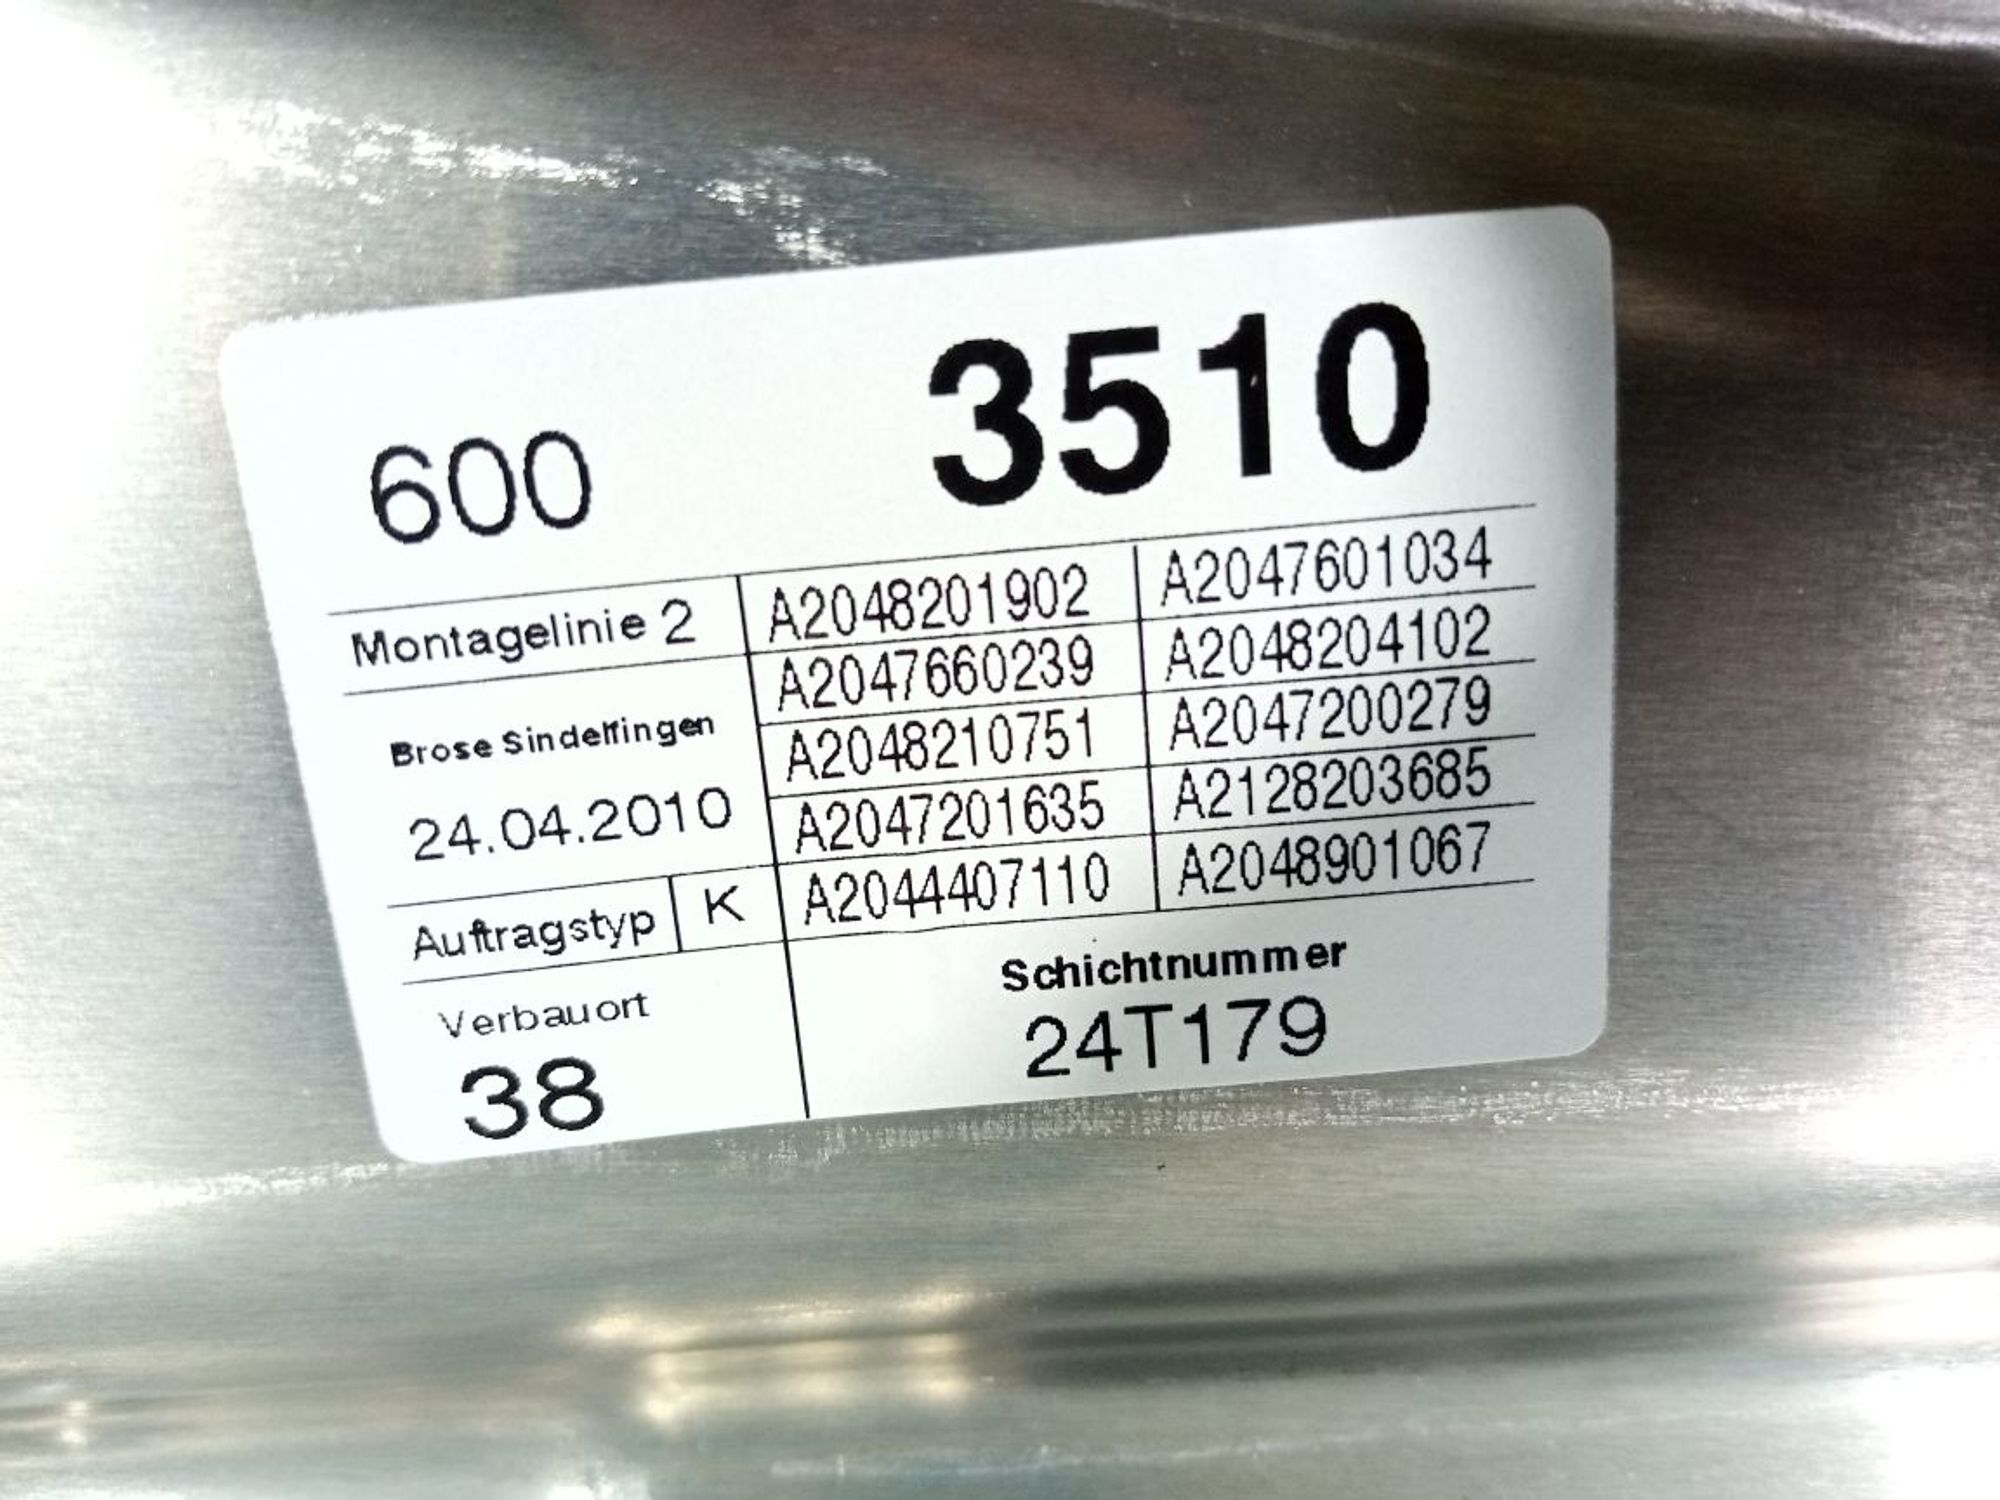 600 3510
Montagelinie 2 A2048201902 A2047601034
A2047660239 A2048204102
Brose Sindelfingen A2048210751 A2047200279
24.04.2010 A2047201635 A2128203685
Auftragstyp K A2044407110 A2048901067
Verbauort Schichtnummer
38 24T179